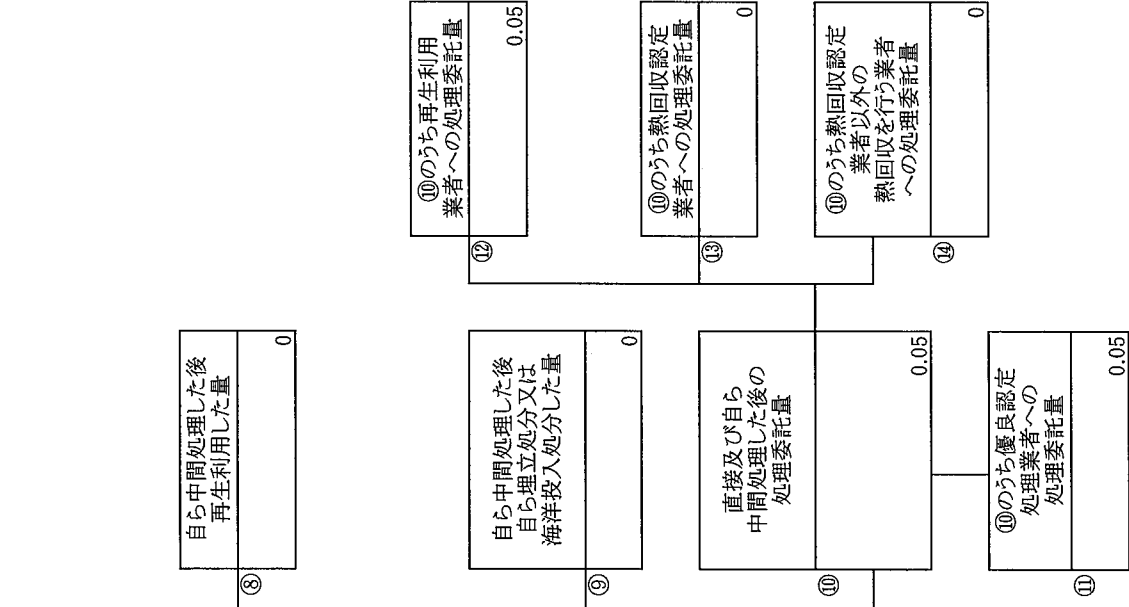 ⑧
自ら中間処理した後
再生利用した量
0
⑨
自ら中間処理した後
自ら埋立処分又は
海洋投入処分した量
0
⑩
直接及び自ら
中間処理した後の
処理委託量
0.05
⑪
⑩のうち優良認定
処理業者への
処理委託量
0.05
⑫
⑩のうち再生利用
業者への処理委託量
0.05
⑬
⑩のうち熱回収認定
業者への処理委託量
0
⑭
⑩のうち熱回収認定
業者以外の
熱回収を行う業者
への処理委託量
0